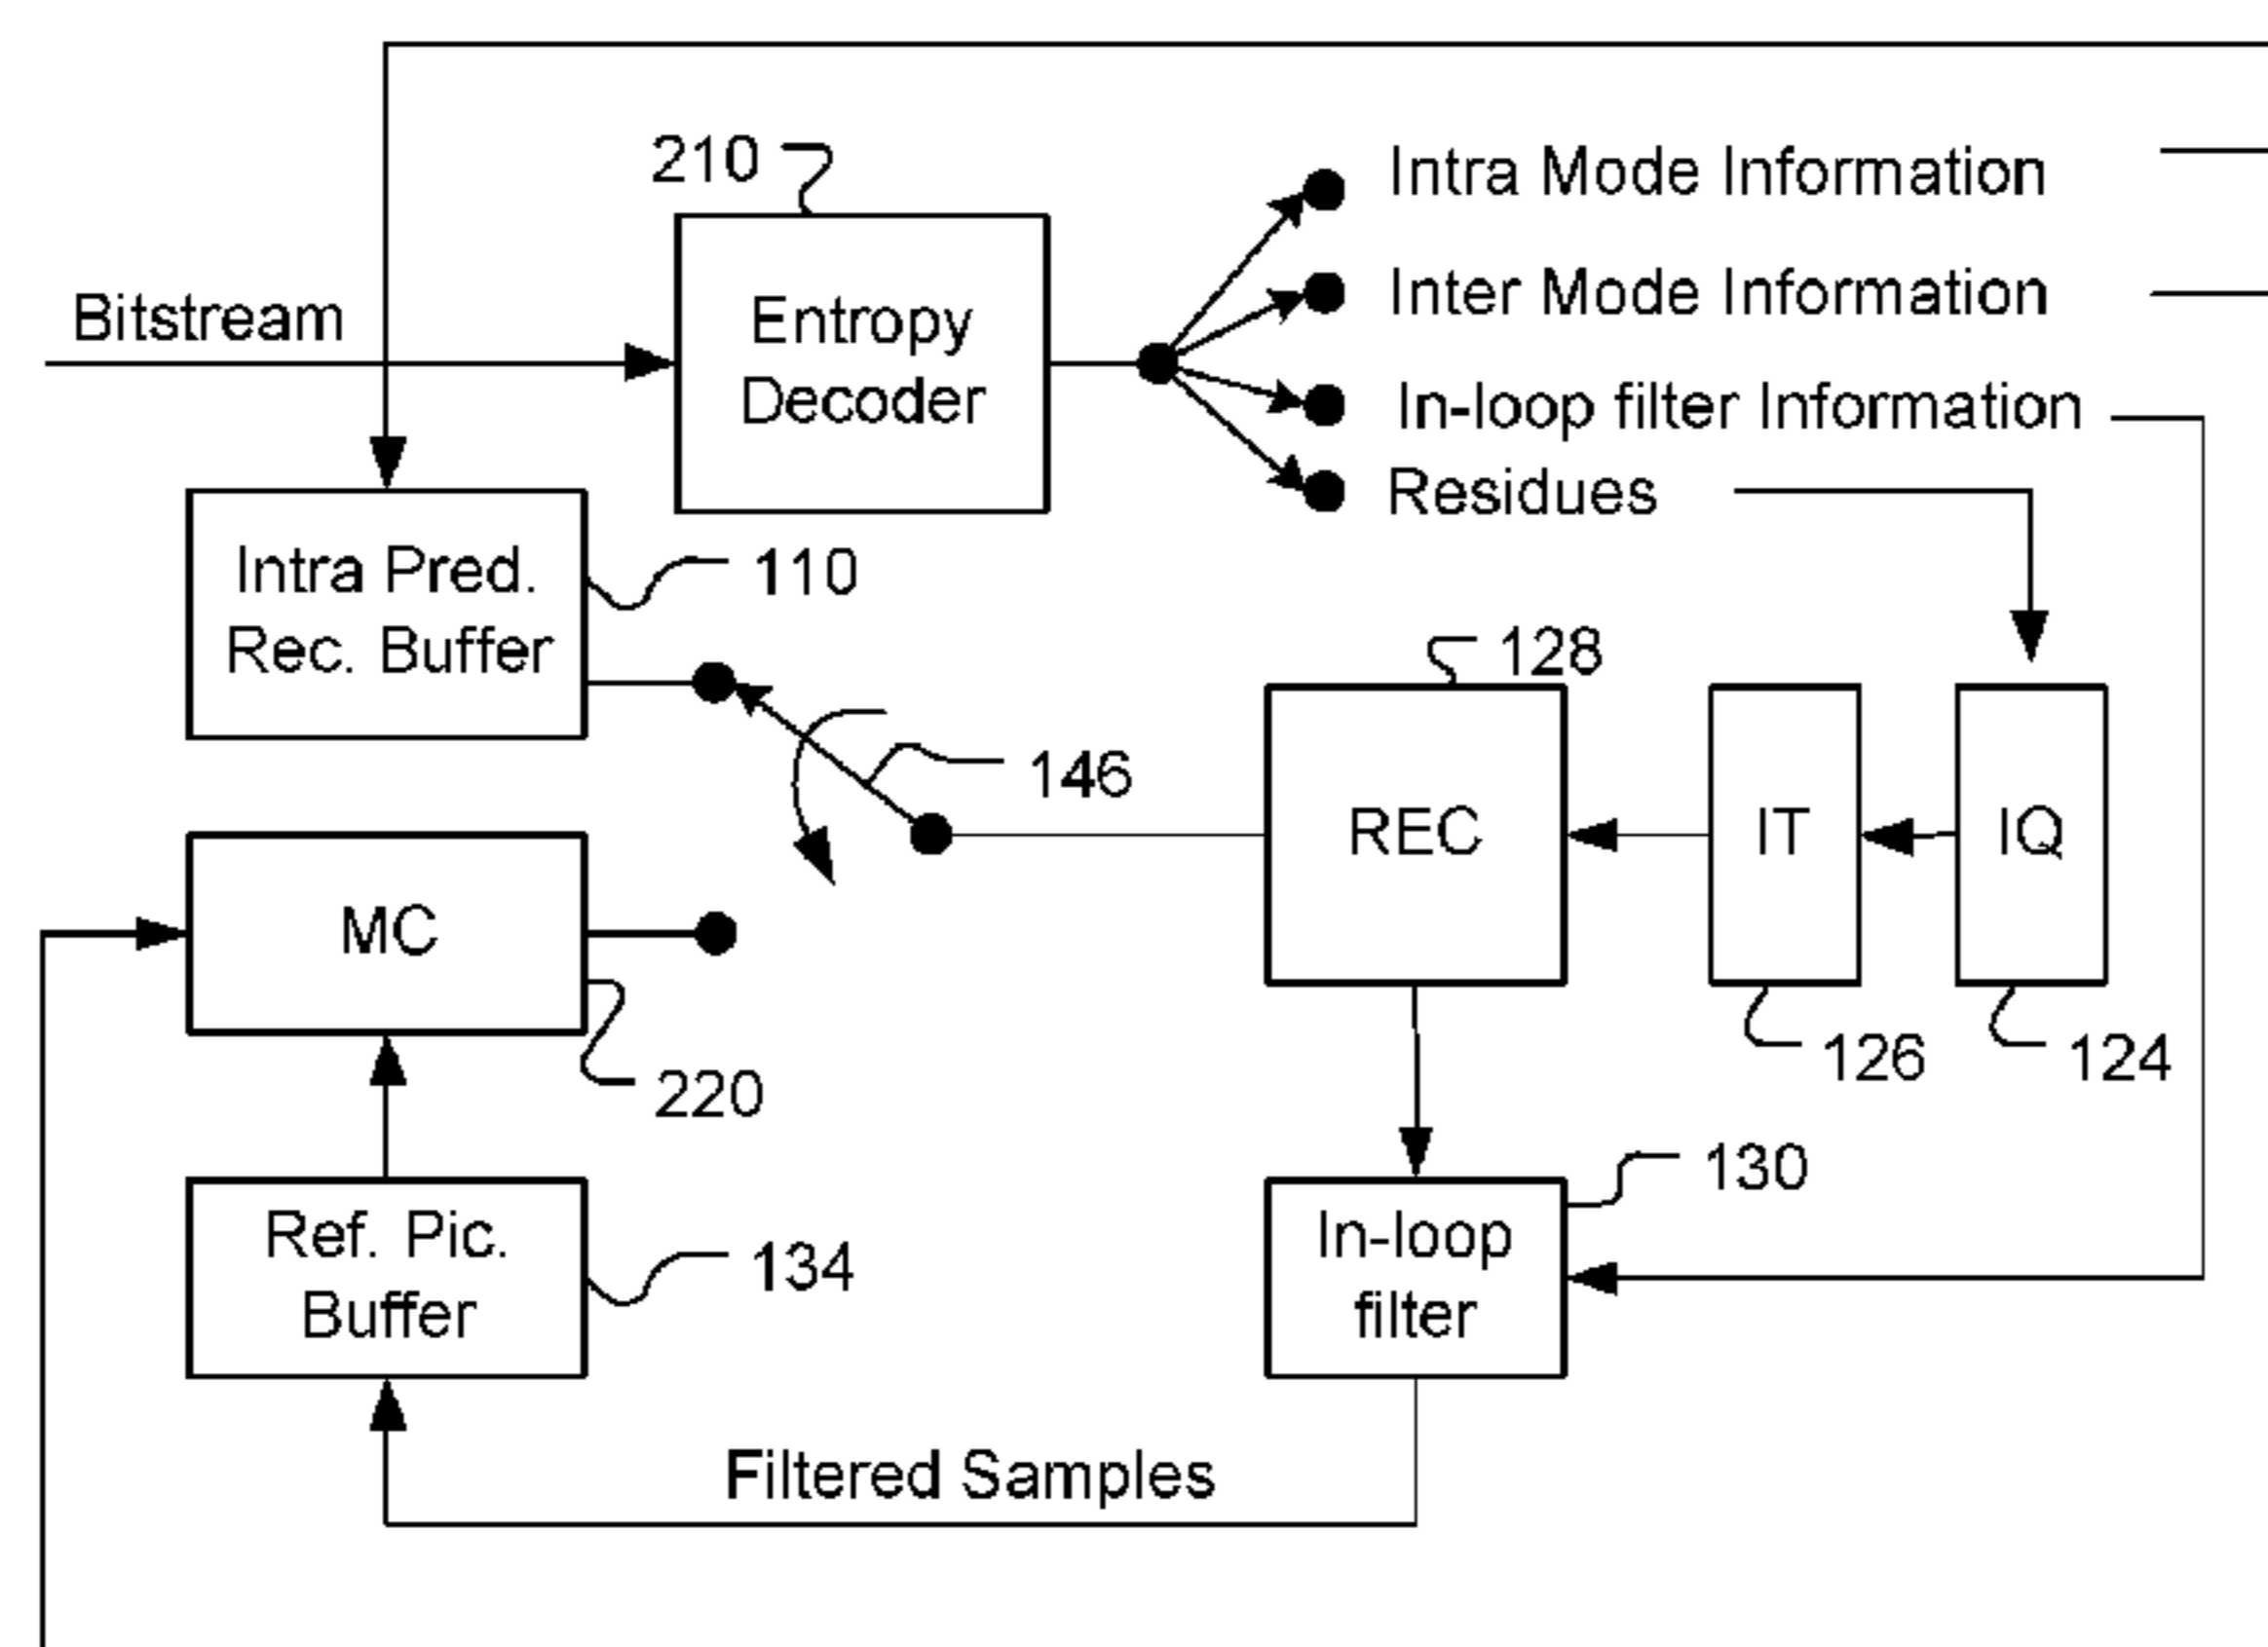 210
Intra Mode Information
Inter Mode Information
Bitstream
Entropy
Decoder
In-loop filter Information
Residues
Intra Pred.
Rec. Buffer
110
128
146
REC
IT
IQ
MC
220
126
124
130
Ref. Pic.
Buffer
134
In-loop
filter
Filtered Samples